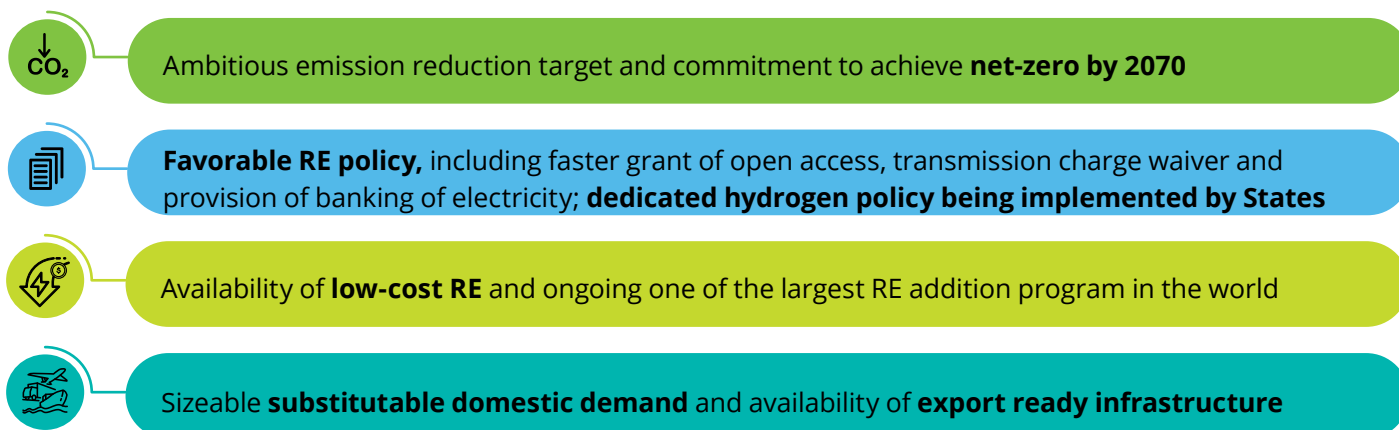 CO₂
Ambitious emission reduction target and commitment to achieve net-zero by 2070
Favorable RE policy, including faster grant of open access, transmission charge waiver and
provision of banking of electricity; dedicated hydrogen policy being implemented by States
$
Availability of low-cost RE and ongoing one of the largest RE addition program in the world
Sizeable substitutable domestic demand and availability of export ready infrastructure